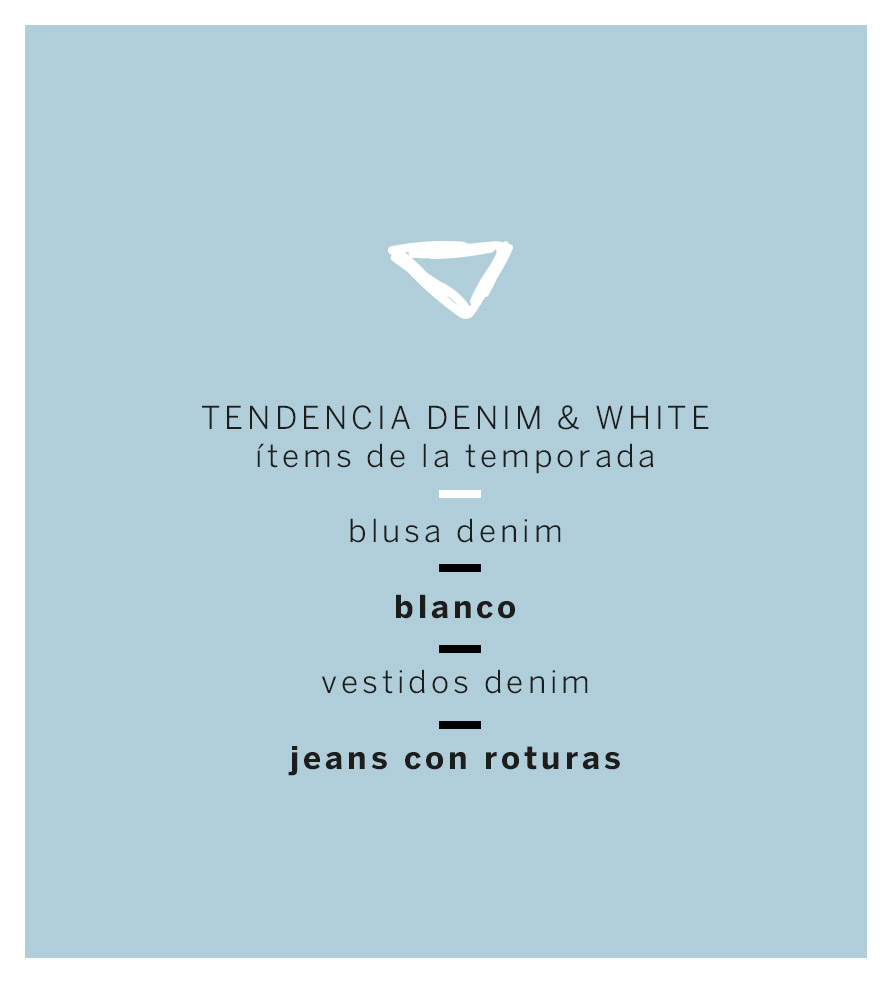 TENDENCIA DENIM & WHITE
ítems de la temporada
blusa denim
blanco
vestidos denim
jeans con roturas